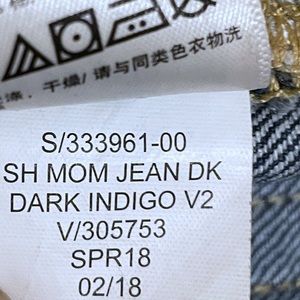 涤、干燥/ 请与同类色衣物洗
S/333961-00
SH MOM JEAN DK
DARK INDIGO V2
V/305753
SPR18
02/18